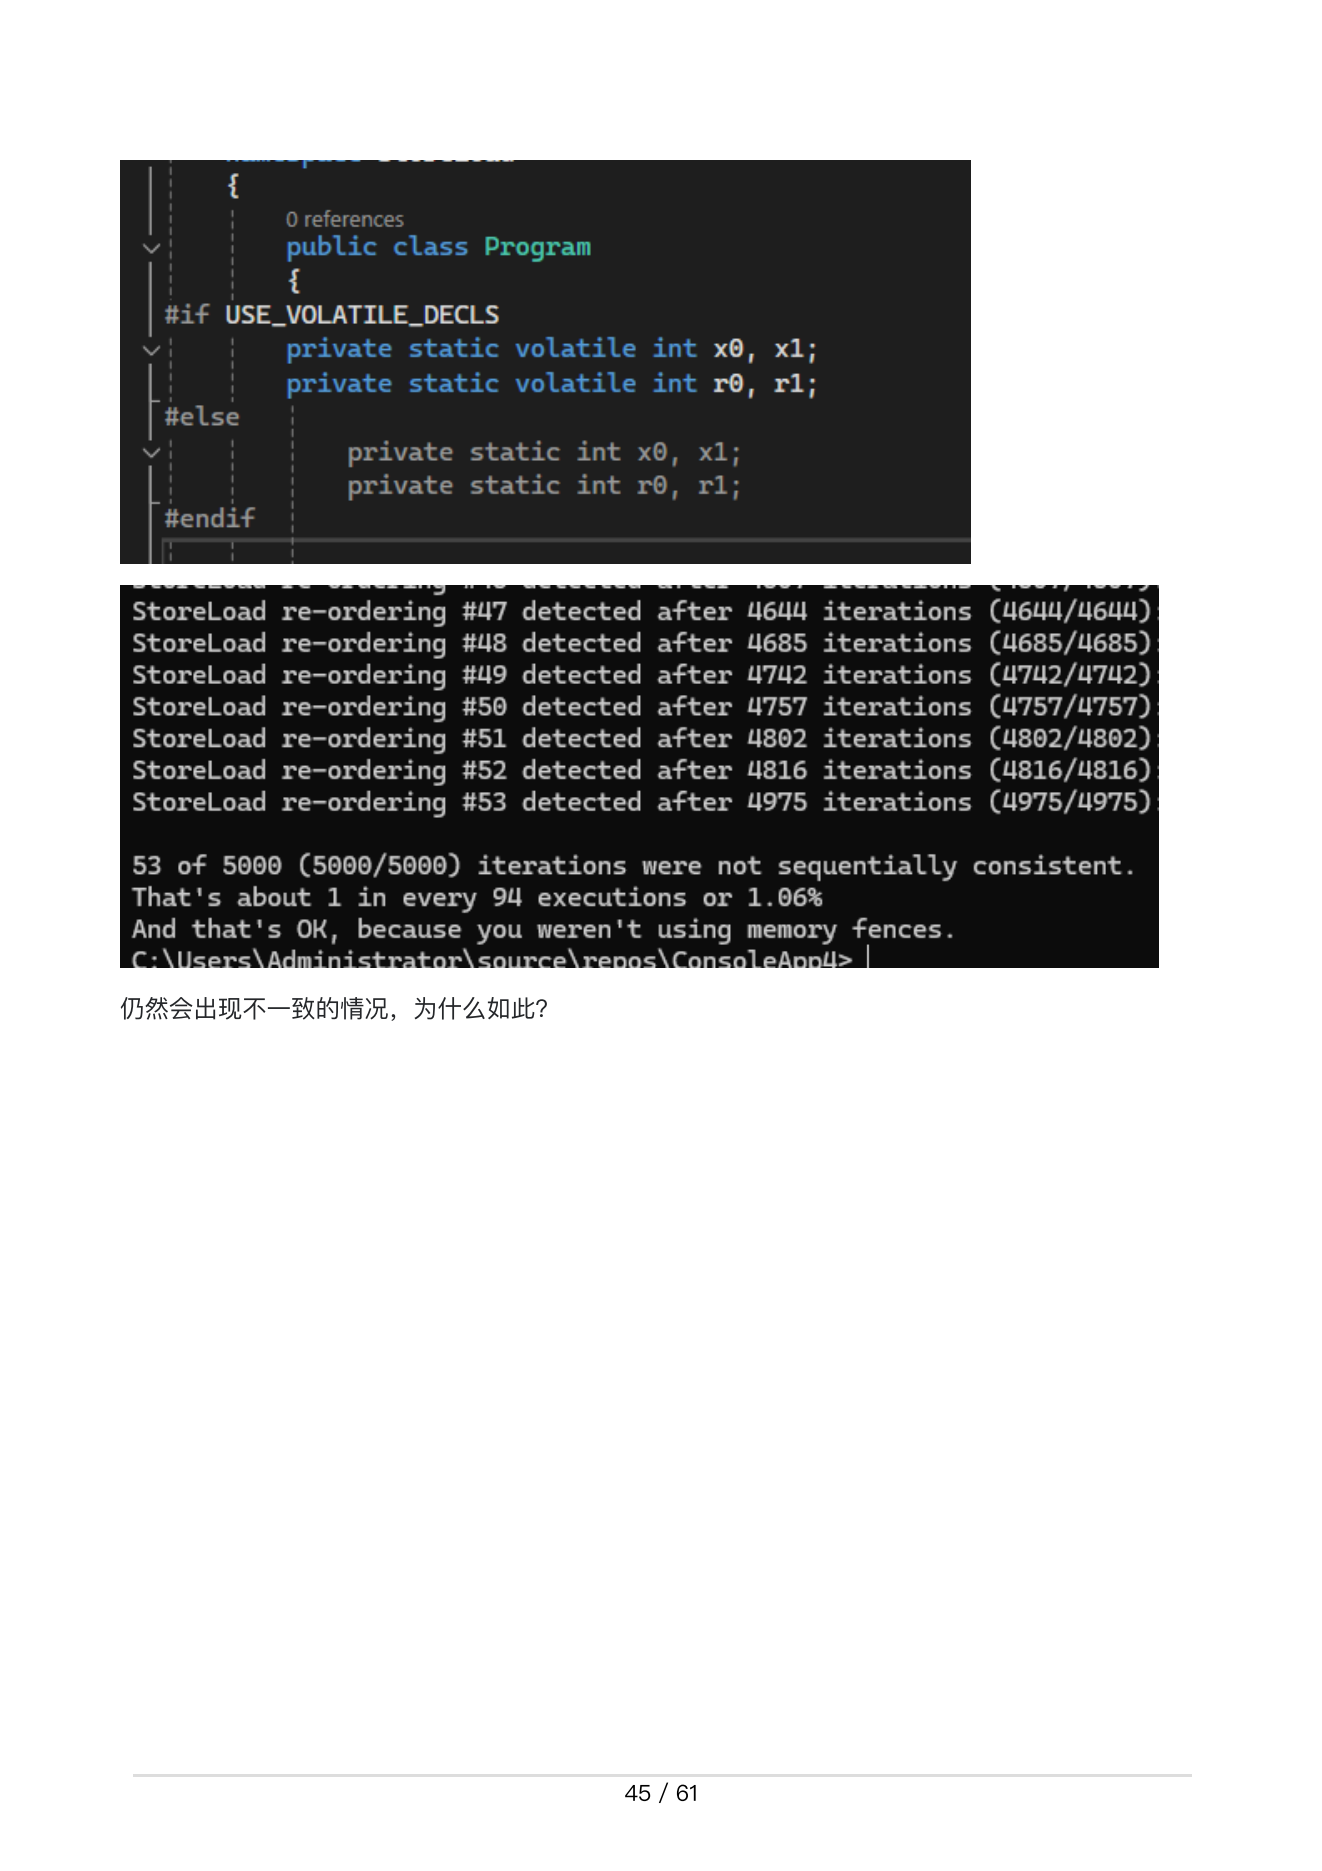 {
0 references
public class Program
{
#if USE_VOLATILE_DECLS
private static volatile int x0, x1;
private static volatile int r0, r1;
#else
private static int x0, x1;
private static int r0, r1;
#endif
StoreLoad re-ordering #47 detected after 4644 iterations (4644/4644):
StoreLoad re-ordering #48 detected after 4685 iterations (4685/4685):
StoreLoad re-ordering #49 detected after 4742 iterations (4742/4742):
StoreLoad re-ordering #50 detected after 4757 iterations (4757/4757):
StoreLoad re-ordering #51 detected after 4802 iterations (4802/4802):
StoreLoad re-ordering #52 detected after 4816 iterations (4816/4816):
StoreLoad re-ordering #53 detected after 4975 iterations (4975/4975):
53 of 5000 (5000/5000) iterations were not sequentially consistent.
That's about 1 in every 94 executions or 1.06%
And that's OK, because you weren't using memory fences.
C:\Users\Administrator\source\repos\ConsoleApp4>
仍然会出现不一致的情况，为什么如此？
45 / 61